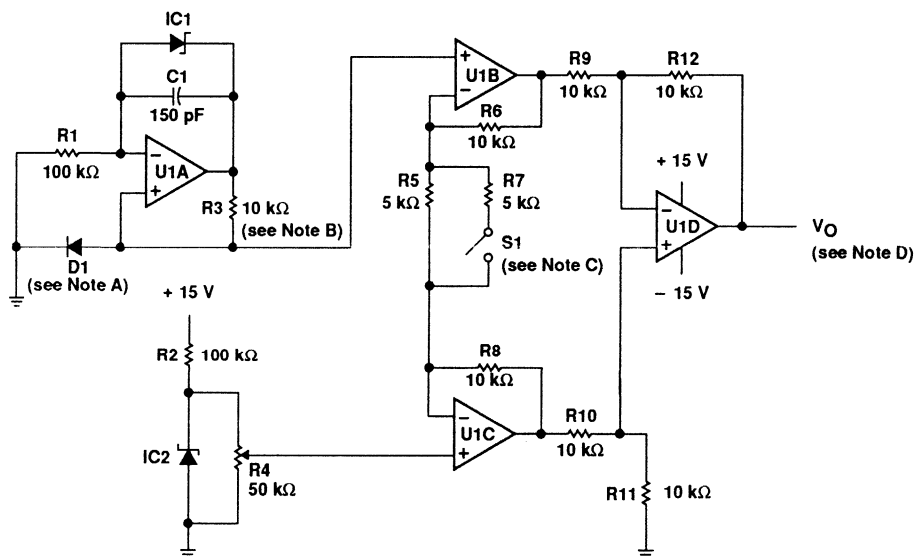 IC1
C1
150 pF
R1
100 kΩ
−
U1A
+
R3
10 kΩ
(see Note B)
D1
(see Note A)
+ 15 V
R2
100 kΩ
IC2
R4
50 kΩ
+
U1B
−
R6
10 kΩ
R5
5 kΩ
R7
5 kΩ
S1
(see Note C)
R8
10 kΩ
−
U1C
+
R9
10 kΩ
R12
10 kΩ
+ 15 V
−
U1D
+
− 15 V
VO
(see Note D)
R10
10 kΩ
R11
10 kΩ